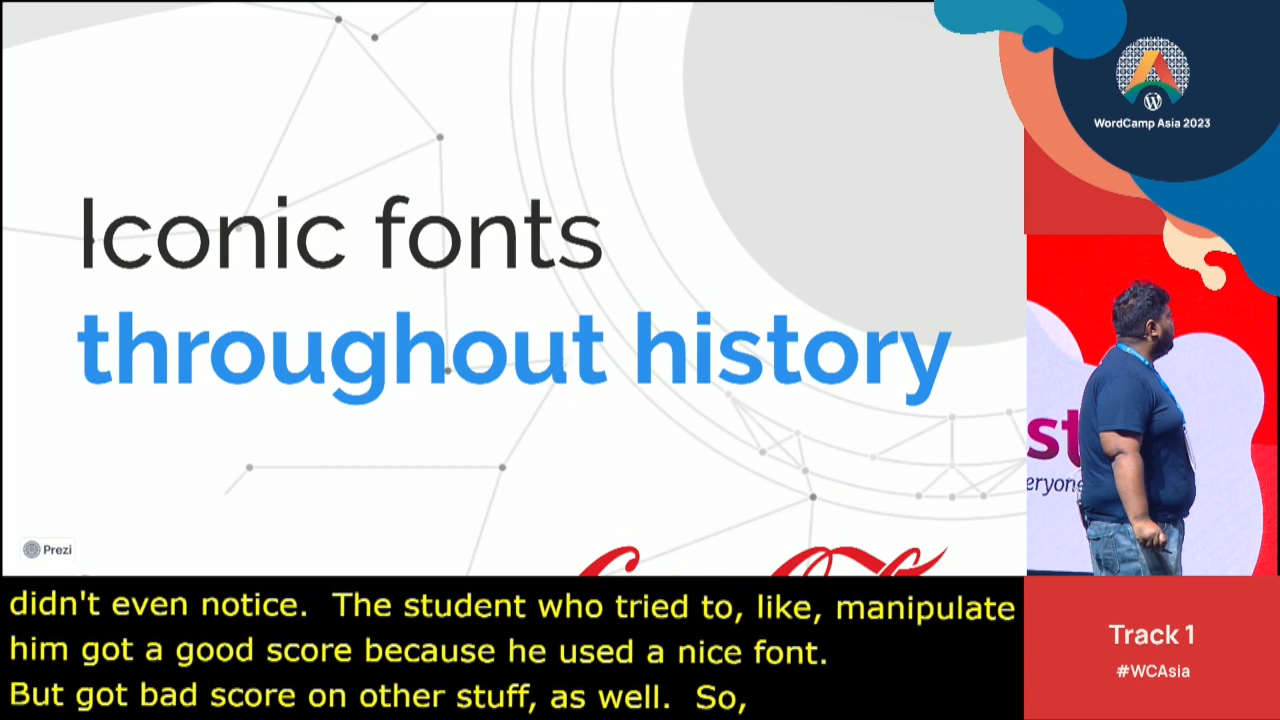 Iconic fonts
throughout history
Prezi
didn't even notice.  The student who tried to, like, manipulate
him got a good score because he used a nice font.
But got bad score on other stuff, as well.  So,
WordCamp Asia 2023
st
eryone
Track 1
#WCAsia